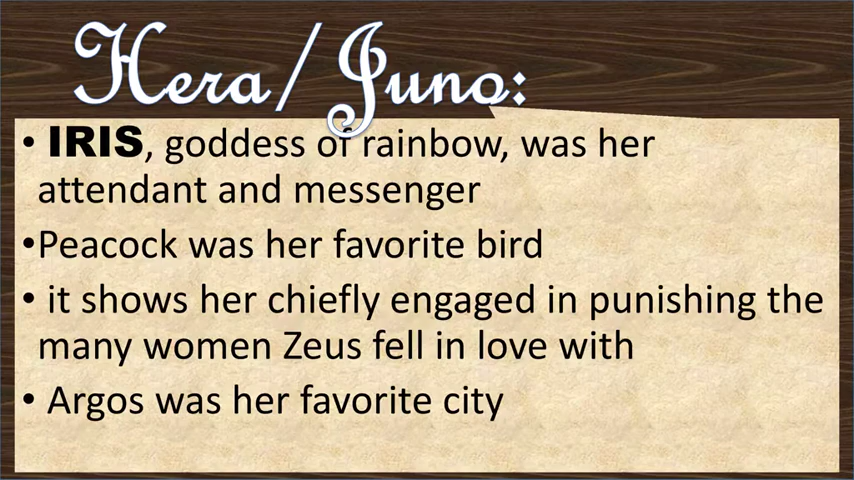 Hera/Juno:
• IRIS, goddess of rainbow, was her
attendant and messenger
•Peacock was her favorite bird
• it shows her chiefly engaged in punishing the
many women Zeus fell in love with
• Argos was her favorite city